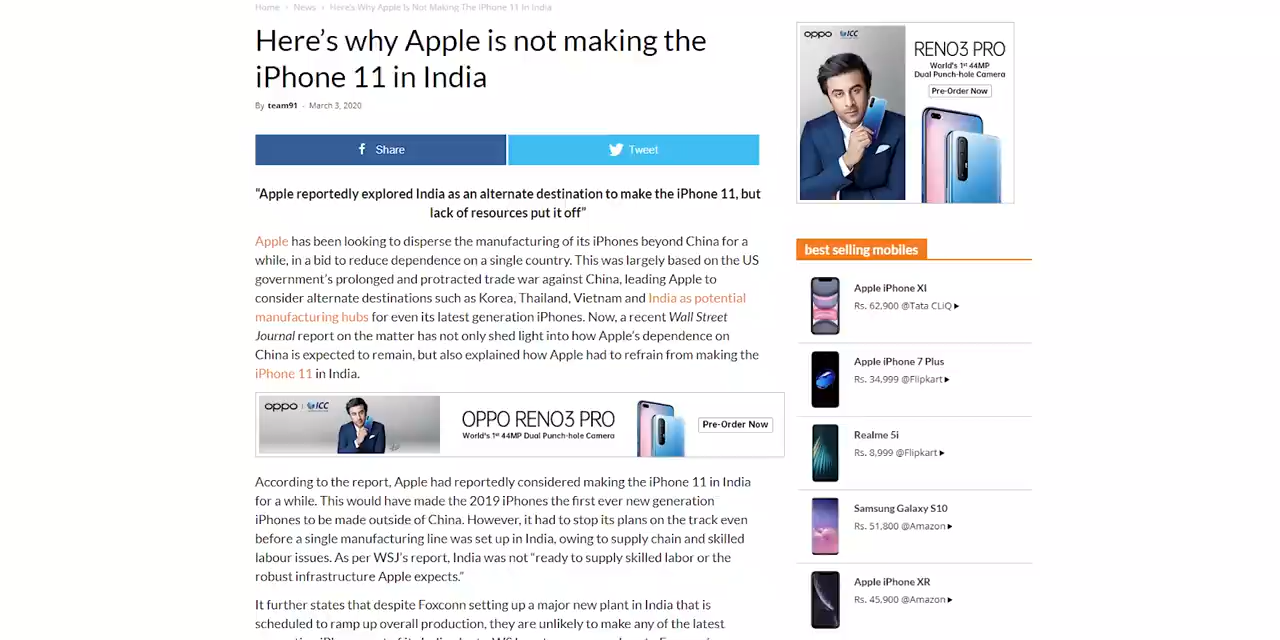 Home › News › Here's Why Apple Is Not Making The iPhone 11 In India
Here's why Apple is not making the
iPhone 11 in India
By team91 - March 3, 2020
Share
Tweet
"Apple reportedly explored India as an alternate destination to make the iPhone 11, but
lack of resources put it off"
Apple has been looking to disperse the manufacturing of its iPhones beyond China for a
while, in a bid to reduce dependence on a single country. This was largely based on the US
government's prolonged and protracted trade war against China, leading Apple to
consider alternate destinations such as Korea, Thailand, Vietnam and India as potential
manufacturing hubs for even its latest generation iPhones. Now, a recent Wall Street
Journal report on the matter has not only shed light into how Apple's dependence on
China is expected to remain, but also explained how Apple had to refrain from making the
iPhone 11 in India.
oppo ICC
OPPO RENO3 PRO
World's 1st 44MP Dual Punch-hole Camera
Pre-Order Now
According to the report, Apple had reportedly considered making the iPhone 11 in India
for a while. This would have made the 2019 iPhones the first ever new generation
iPhones to be made outside of China. However, it had to stop its plans on the track even
before a single manufacturing line was set up in India, owing to supply chain and skilled
labour issues. As per WSJ's report, India was not "ready to supply skilled labor or the
robust infrastructure Apple expects."
It further states that despite Foxconn setting up a major new plant in India that is
scheduled to ramp up overall production, they are unlikely to make any of the latest
oppo ICC
RENO3 PRO
World's 1st 44MP
Dual Punch-hole Camera
Pre-Order Now
best selling mobiles
Apple iPhone XI
Rs. 62,900 @Tata CLiQ ▸
Apple iPhone 7 Plus
Rs. 34,999 @Flipkart ▸
Realme 5i
Rs. 8,999 @Flipkart ▸
Samsung Galaxy S10
Rs. 51,800 @Amazon ▸
Apple iPhone XR
Rs. 45,900 @Amazon ▸